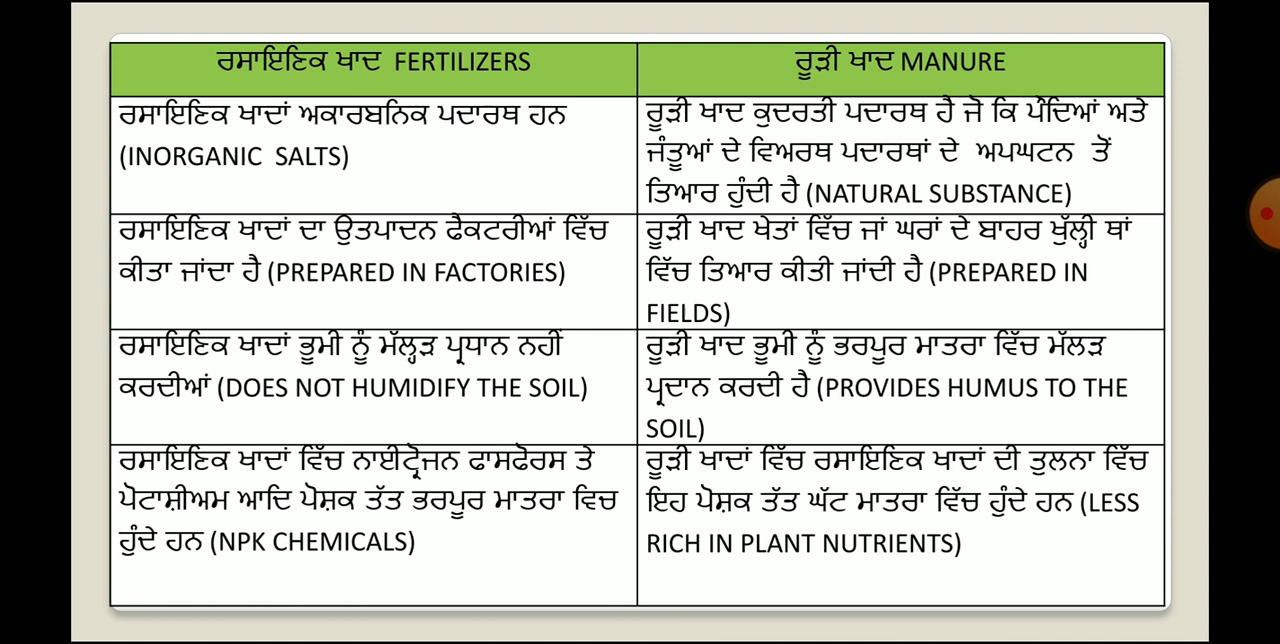 ਰਸਾਇਣਿਕ ਖਾਦ FERTILIZERS
ਰੂੜੀ ਖਾਦ MANURE
ਰਸਾਇਣਿਕ ਖਾਦਾਂ ਅਕਾਰਬਨਿਕ ਪਦਾਰਥ ਹਨ
(INORGANIC SALTS)
ਰੂੜੀ ਖਾਦ ਕੁਦਰਤੀ ਪਦਾਰਥ ਹੈ ਜੋ ਕਿ ਪੌਦਿਆਂ ਅਤੇ
ਜੰਤੂਆਂ ਦੇ ਵਿਅਰਥ ਪਦਾਰਥਾਂ ਦੇ ਅਪਘਟਨ ਤੋਂ
ਤਿਆਰ ਹੁੰਦੀ ਹੈ (NATURAL SUBSTANCE)
ਰਸਾਇਣਿਕ ਖਾਦਾਂ ਦਾ ਉਤਪਾਦਨ ਫੈਕਟਰੀਆਂ ਵਿੱਚ
ਕੀਤਾ ਜਾਂਦਾ ਹੈ (PREPARED IN FACTORIES)
ਰੂੜੀ ਖਾਦ ਖੇਤਾਂ ਵਿੱਚ ਜਾਂ ਘਰਾਂ ਦੇ ਬਾਹਰ ਖੁੱਲ੍ਹੀ ਥਾਂ
ਵਿੱਚ ਤਿਆਰ ਕੀਤੀ ਜਾਂਦੀ ਹੈ (PREPARED IN
FIELDS)
ਰਸਾਇਣਿਕ ਖਾਦਾਂ ਭੂਮੀ ਨੂੰ ਮੱਲ੍ਹੜ ਪ੍ਰਧਾਨ ਨਹੀਂ
ਕਰਦੀਆਂ (DOES NOT HUMIDIFY THE SOIL)
ਰੂੜੀ ਖਾਦ ਭੂਮੀ ਨੂੰ ਭਰਪੂਰ ਮਾਤਰਾ ਵਿੱਚ ਮੱਲੜ
ਪ੍ਰਦਾਨ ਕਰਦੀ ਹੈ (PROVIDES HUMUS TO THE
SOIL)
ਰਸਾਇਣਿਕ ਖਾਦਾਂ ਵਿੱਚ ਨਾਈਟ੍ਰੋਜਨ ਫਾਸਫੋਰਸ ਤੇ
ਪੋਟਾਸ਼ੀਅਮ ਆਦਿ ਪੋਸ਼ਕ ਤੱਤ ਭਰਪੂਰ ਮਾਤਰਾ ਵਿਚ
ਹੁੰਦੇ ਹਨ (NPK CHEMICALS)
ਰੂੜੀ ਖਾਦਾਂ ਵਿੱਚ ਰਸਾਇਣਿਕ ਖਾਦਾਂ ਦੀ ਤੁਲਨਾ ਵਿੱਚ
ਇਹ ਪੋਸ਼ਕ ਤੱਤ ਘੱਟ ਮਾਤਰਾ ਵਿੱਚ ਹੁੰਦੇ ਹਨ (LESS
RICH IN PLANT NUTRIENTS)